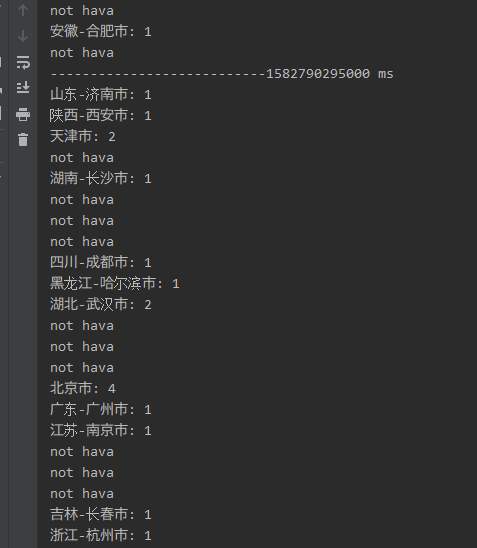 not hava
安徽-合肥市: 1
not hava
---------------------------1582790295000 ms
山东-济南市: 1
陕西-西安市: 1
天津市: 2
not hava
湖南-长沙市: 1
not hava
not hava
not hava
四川-成都市: 1
黑龙江-哈尔滨市: 1
湖北-武汉市: 2
not hava
not hava
not hava
北京市: 4
广东-广州市: 1
江苏-南京市: 1
not hava
not hava
not hava
吉林-长春市: 1
浙江-杭州市: 1